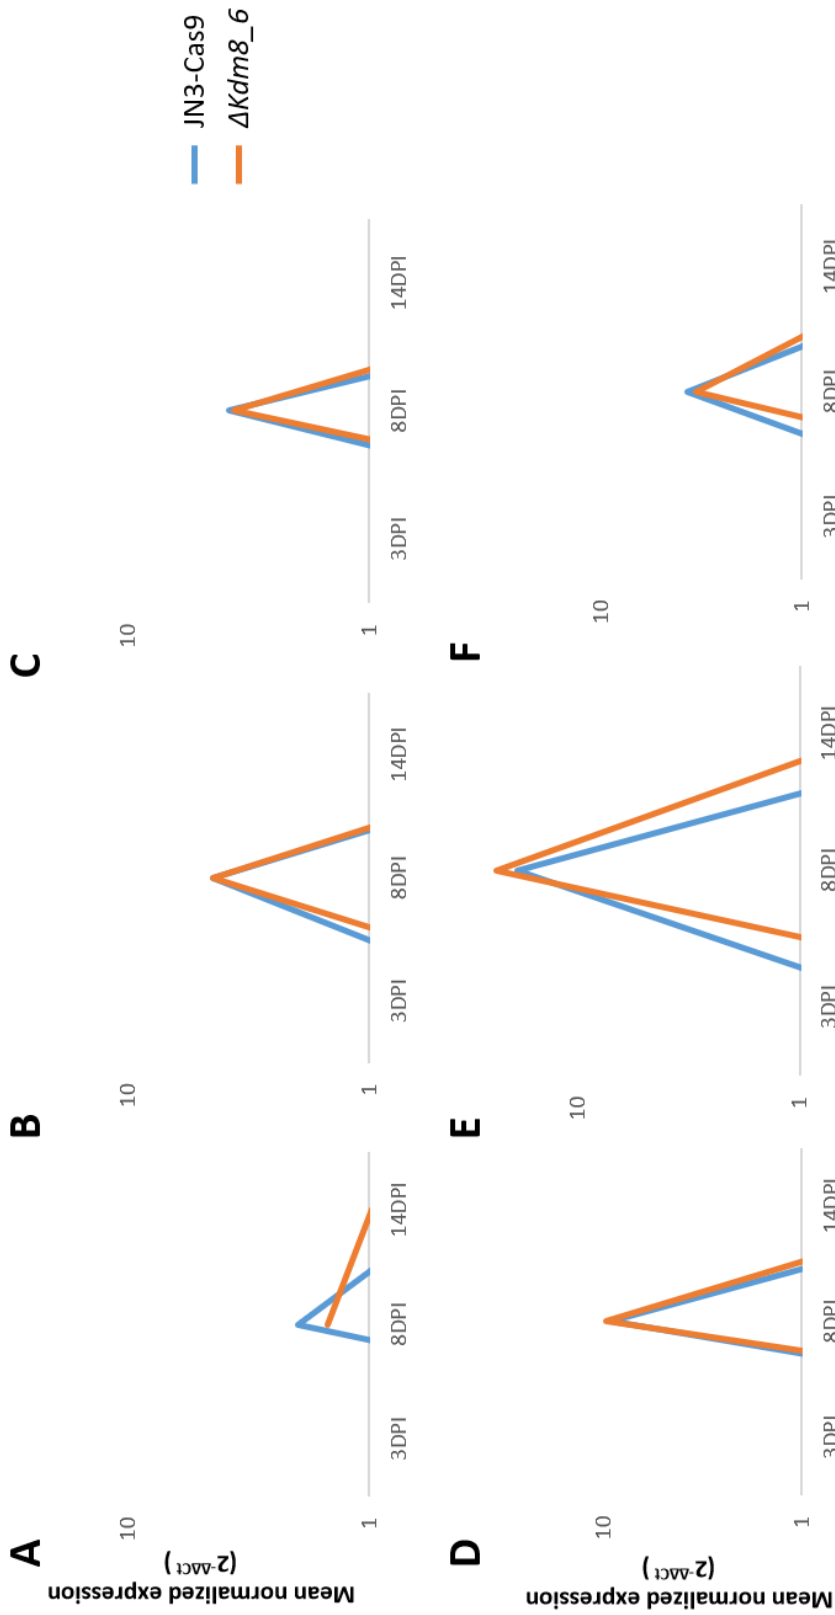 A
B
C
JN3-Cas9
ΔKdm8_6
Mean normalized expression
(2-ΔΔCt )
10
1
3DPI
8DPI
14DPI
10
1
3DPI
8DPI
14DPI
10
1
3DPI
8DPI
14DPI
D
E
F
Mean normalized expression
(2-ΔΔCt )
10
1
3DPI
8DPI
14DPI
10
1
3DPI
8DPI
14DPI
10
1
3DPI
8DPI
14DPI